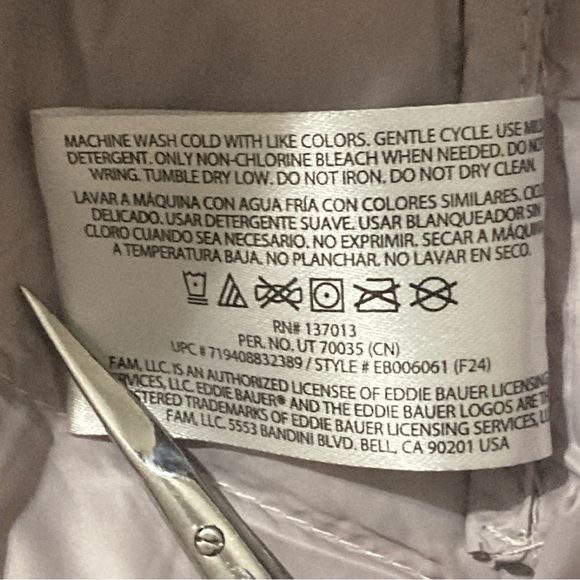 MACHINE WASH COLD WITH LIKE COLORS. GENTLE CYCLE. USE MILD
DETERGENT. ONLY NON-CHLORINE BLEACH WHEN NEEDED. DO NOT
WRING. TUMBLE DRY LOW. DO NOT IRON. DO NOT DRY CLEAN.
LAVAR A MÁQUINA CON AGUA FRÍA CON COLORES SIMILARES.
DELICADO. USAR DETERGENTE SUAVE. USAR BLANQUEADOR SIN
CLORO CUANDO SEA NECESARIO. NO EXPRIMIR. SECAR A MÁQUINA
A TEMPERATURA BAJA. NO PLANCHAR. NO LAVAR EN SECO.
RN# 137013
PER. NO. UT 70035 (CN)
UPC # 719408832389 / STYLE # EB006061 (F24)
FAM, LLC. IS AN AUTHORIZED LICENSEE OF EDDIE BAUER LICENSING
LLC. EDDIE BAUER® AND THE EDDIE BAUER LOGOS ARE
TRADEMARKS OF EDDIE BAUER LICENSING SERVICES,
FAM, LLC. 5553 BANDINI BLVD. BELL, CA 90201 USA